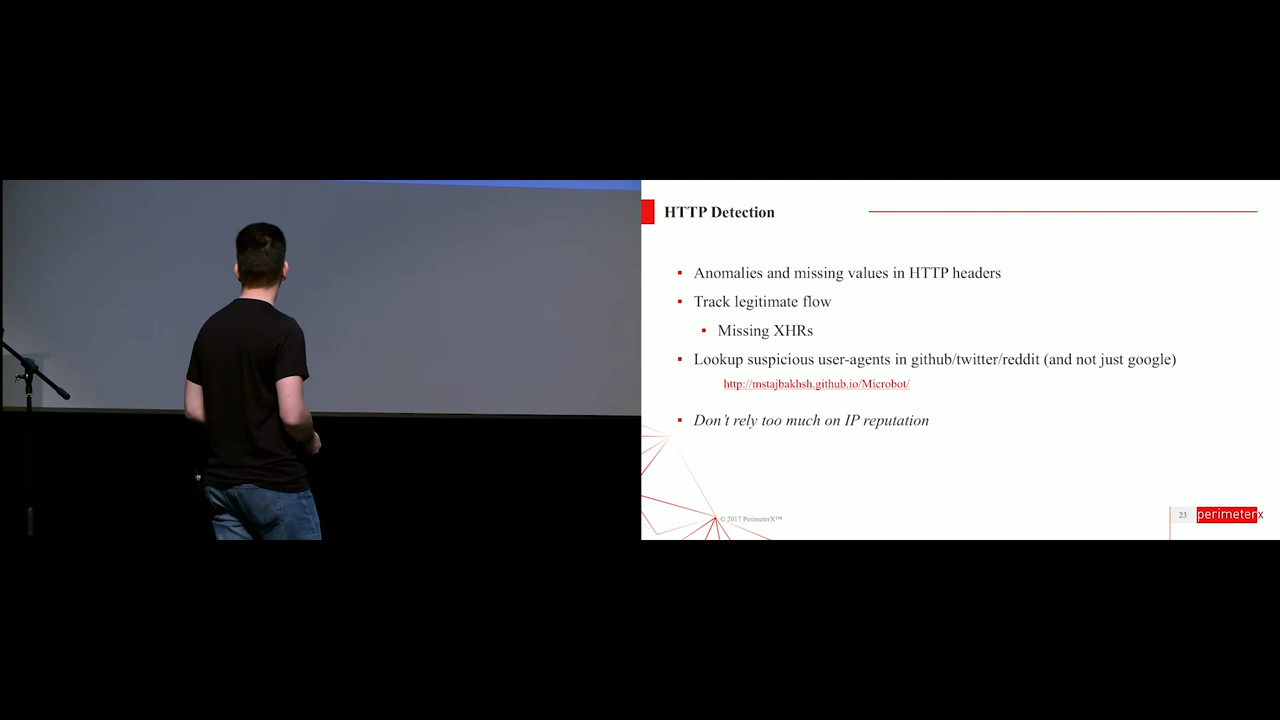 HTTP Detection
Anomalies and missing values in HTTP headers
Track legitimate flow
Missing XHRs
Lookup suspicious user-agents in github/twitter/reddit (and not just google)
http://mstajbakhsh.github.io/Microbot/
Don't rely too much on IP reputation
© 2017 PerimeterX™
23
perimeterx